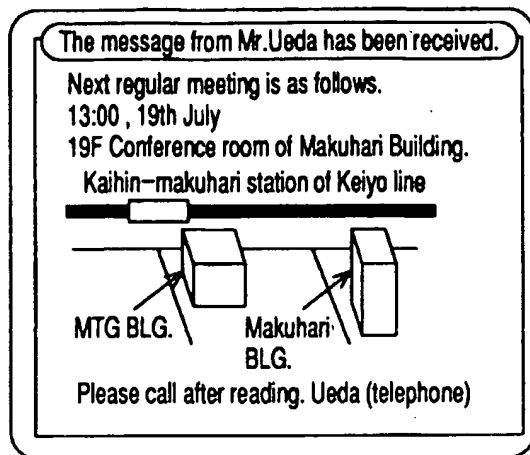 The message from Mr.Ueda has been received.
Next regular meeting is as follows.
13:00 , 19th July
19F Conference room of Makuhari Building.
Kaihin-makuhari station of Keiyo line
MTG BLG.
Makuhari
BLG.
Please call after reading. Ueda (telephone)